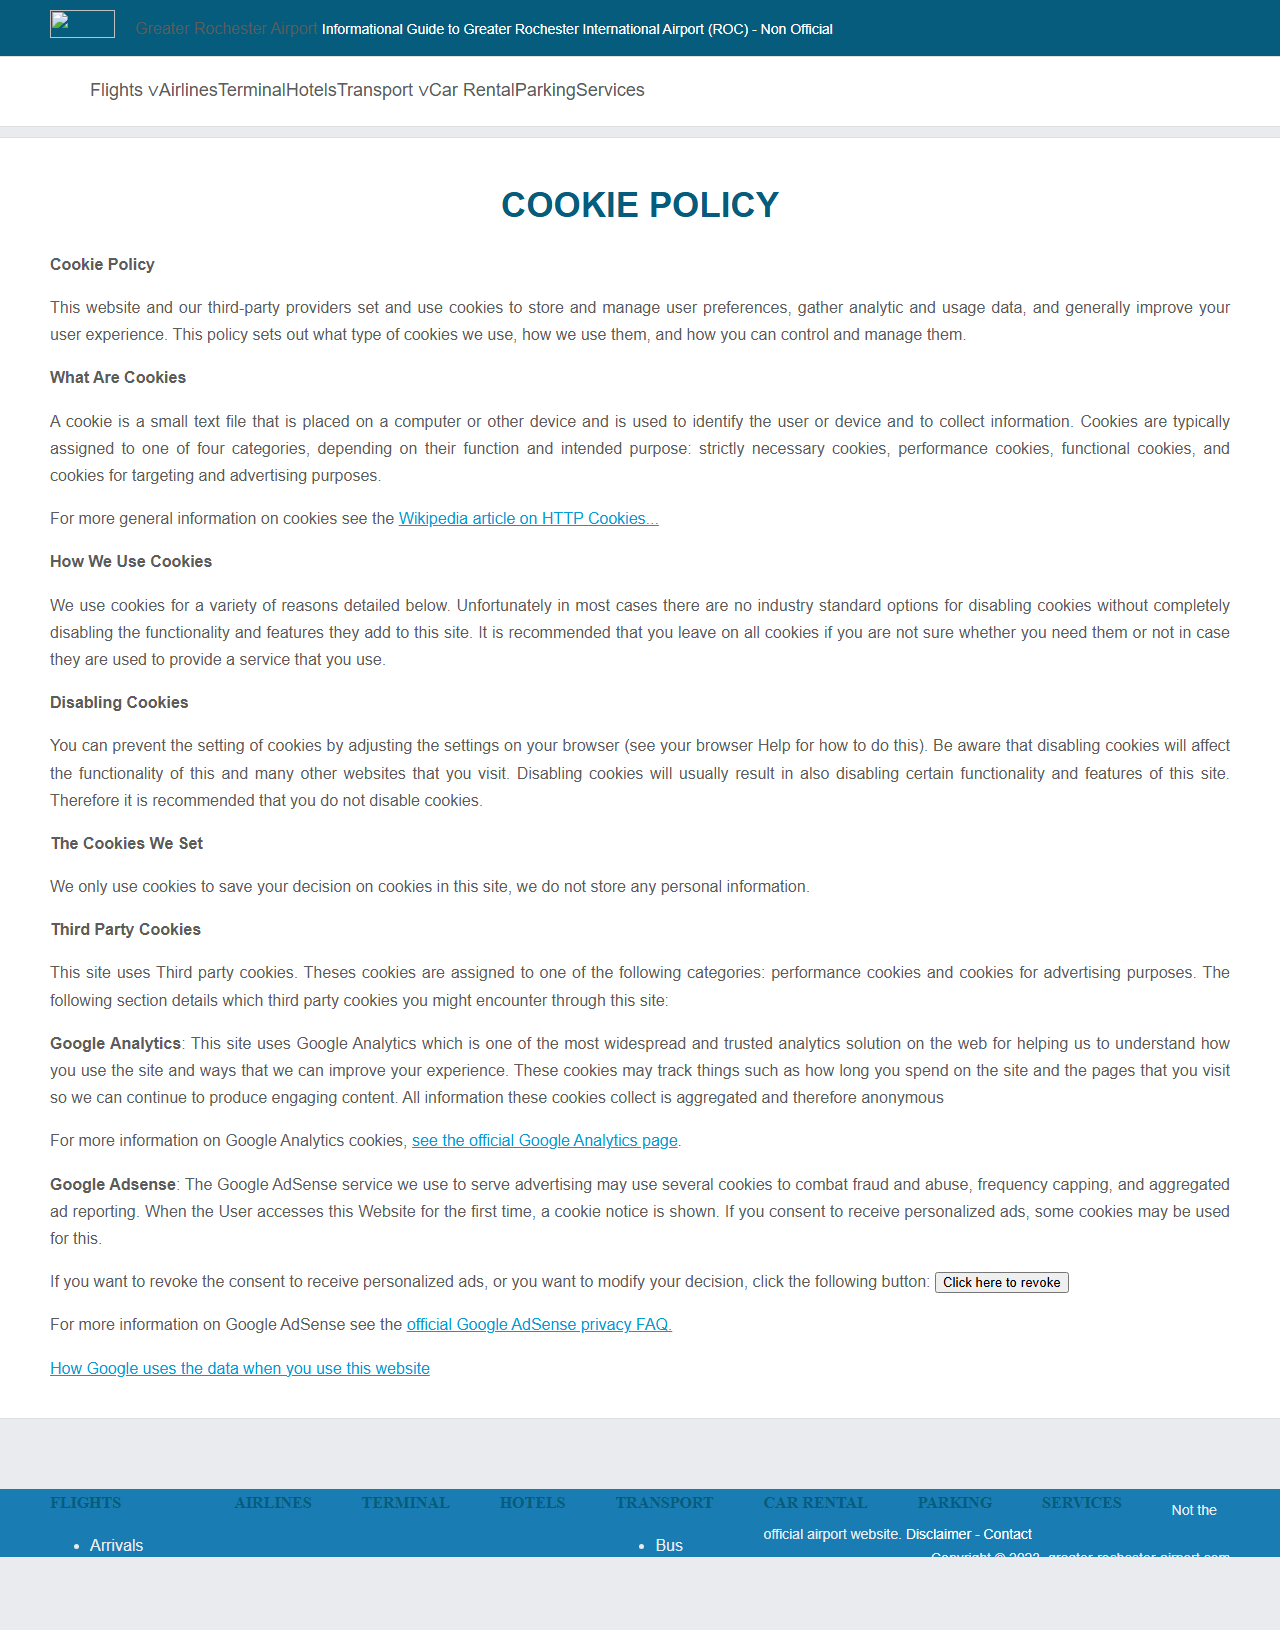 Greater Rochester Airport Informational Guide to Greater Rochester International Airport (ROC) - Non Official
Flights VAirlinesTerminalHotelsTransport VCar RentalParkingServices
COOKIE POLICY
Cookie Policy
This website and our third-party providers set and use cookies to store and manage user preferences, gather analytic and usage data, and generally improve your
user experience. This policy sets out what type of cookies we use, how we use them, and how you can control and manage them.
What Are Cookies
A cookie is a small text file that is placed on a computer or other device and is used to identify the user or device and to collect information. Cookies are typically
assigned to one of four categories, depending on their function and intended purpose: strictly necessary cookies, performance cookies, functional cookies, and
cookies for targeting and advertising purposes.
For more general information on cookies see the Wikipedia article on HTTP Cookies...
How We Use Cookies
We use cookies for a variety of reasons detailed below. Unfortunately in most cases there are no industry standard options for disabling cookies without completely
disabling the functionality and features they add to this site. It is recommended that you leave on all cookies if you are not sure whether you need them or not in case
they are used to provide a service that you use.
Disabling Cookies
You can prevent the setting of cookies by adjusting the settings on your browser (see your browser Help for how to do this). Be aware that disabling cookies will affect
the functionality of this and many other websites that you visit. Disabling cookies will usually result in also disabling certain functionality and features of this site.
Therefore it is recommended that you do not disable cookies.
The Cookies We Set
We only use cookies to save your decision on cookies in this site, we do not store any personal information.
Third Party Cookies
This site uses Third party cookies. Theses cookies are assigned to one of the following categories: performance cookies and cookies for advertising purposes. The
following section details which third party cookies you might encounter through this site:
Google Analytics: This site uses Google Analytics which is one of the most widespread and trusted analytics solution on the web for helping us to understand how
you use the site and ways that we can improve your experience. These cookies may track things such as how long you spend on the site and the pages that you visit
so we can continue to produce engaging content. All information these cookies collect is aggregated and therefore anonymous
For more information on Google Analytics cookies, see the official Google Analytics page.
Google Adsense: The Google AdSense service we use to serve advertising may use several cookies to combat fraud and abuse, frequency capping, and aggregated
ad reporting. When the User accesses this Website for the first time, a cookie notice is shown. If you consent to receive personalized ads, some cookies may be used
for this.
If you want to revoke the consent to receive personalized ads, or you want to modify your decision, click the following button: Click here to revoke
For more information on Google AdSense see the official Google AdSense privacy FAQ.
How Google uses the data when you use this website
FLIGHTS AIRLINES TERMINAL HOTELS TRANSPORT CAR RENTAL PARKING SERVICES Not the
official airport website. Disclaimer - Contact
Arrivals Bus